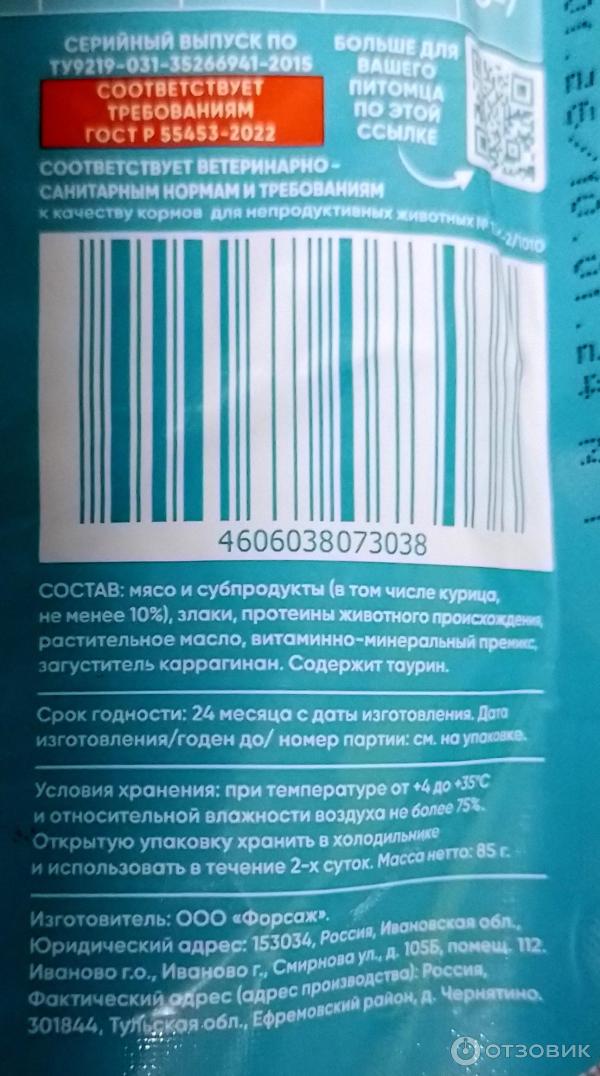 СЕРИЙНЫЙ ВЫПУСК ПО
ТУ9219-031-35266941-2015
СООТВЕТСТВУЕТ
ТРЕБОВАНИЯМ
ГОСТ Р 55453-2022
БОЛЬШЕ ДЛЯ
ВАШЕГО
ПИТОМЦА
ПО ЭТОЙ
ССЫЛКЕ
СООТВЕТСТВУЕТ ВЕТЕРИНАРНО-
САНИТАРНЫМ НОРМАМ И ТРЕБОВАНИЯМ
к качеству кормов для непродуктивных животных
4606038073038
СОСТАВ: мясо и субпродукты (в том числе курица,
не менее 10%), злаки, протеины животного происхождения,
растительное масло, витаминно-минеральный премикс,
загуститель каррагинан. Содержит таурин.
Срок годности: 24 месяца с даты изготовления. Дата
изготовления/годен до/ номер партии: см. на упаковке.
Условия хранения: при температуре от +4 до +35°С
и относительной влажности воздуха не более 75%.
Открытую упаковку хранить в холодильнике
и использовать в течение 2-х суток. Масса нетто: 85 г.
Изготовитель: ООО «Форсаж».
Юридический адрес: 153034, Россия, Ивановская обл.,
Иваново г.о., Иваново г., Смирнова ул., д. 105Б, помещ. 112.
Фактический адрес (адрес производства): Россия,
301844, Тульская обл., Ефремовский район, д. Чернятино.
ОТЗОВИК